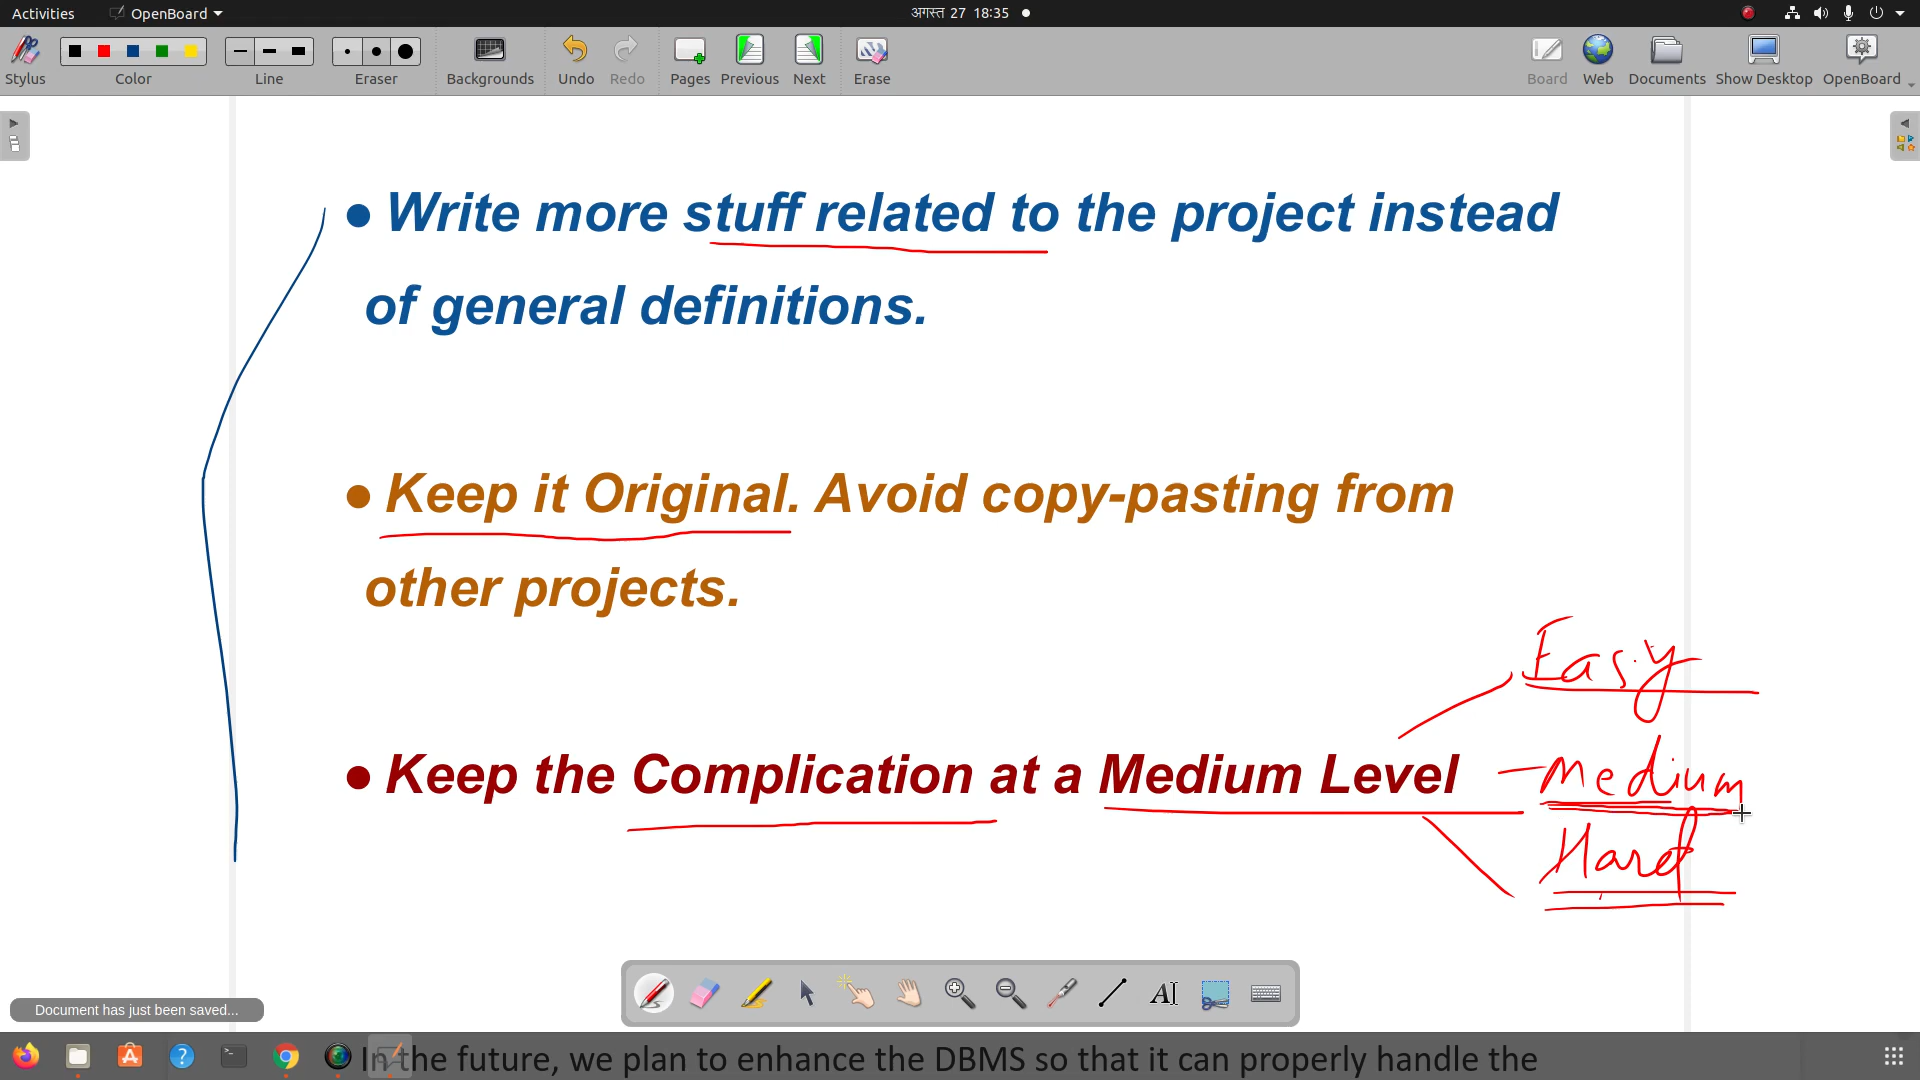 Activities OpenBoard अगस्त 27 18:35
Stylus Color Line Eraser Backgrounds Undo Redo Pages Previous Next Erase Board Web Documents Show Desktop OpenBoard
• Write more stuff related to the project instead
of general definitions.
• Keep it Original. Avoid copy-pasting from
other projects.
Easy
• Keep the Complication at a Medium Level
Medium
Hard
Document has just been saved...
In the future, we plan to enhance the DBMS so that it can properly handle the